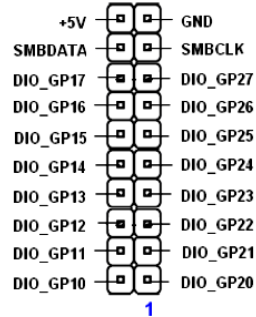 +5V GND
SMBDATA SMBCLK
DIO_GP17 DIO_GP27
DIO_GP16 DIO_GP26
DIO_GP15 DIO_GP25
DIO_GP14 DIO_GP24
DIO_GP13 DIO_GP23
DIO_GP12 DIO_GP22
DIO_GP11 DIO_GP21
DIO_GP10 DIO_GP20
1